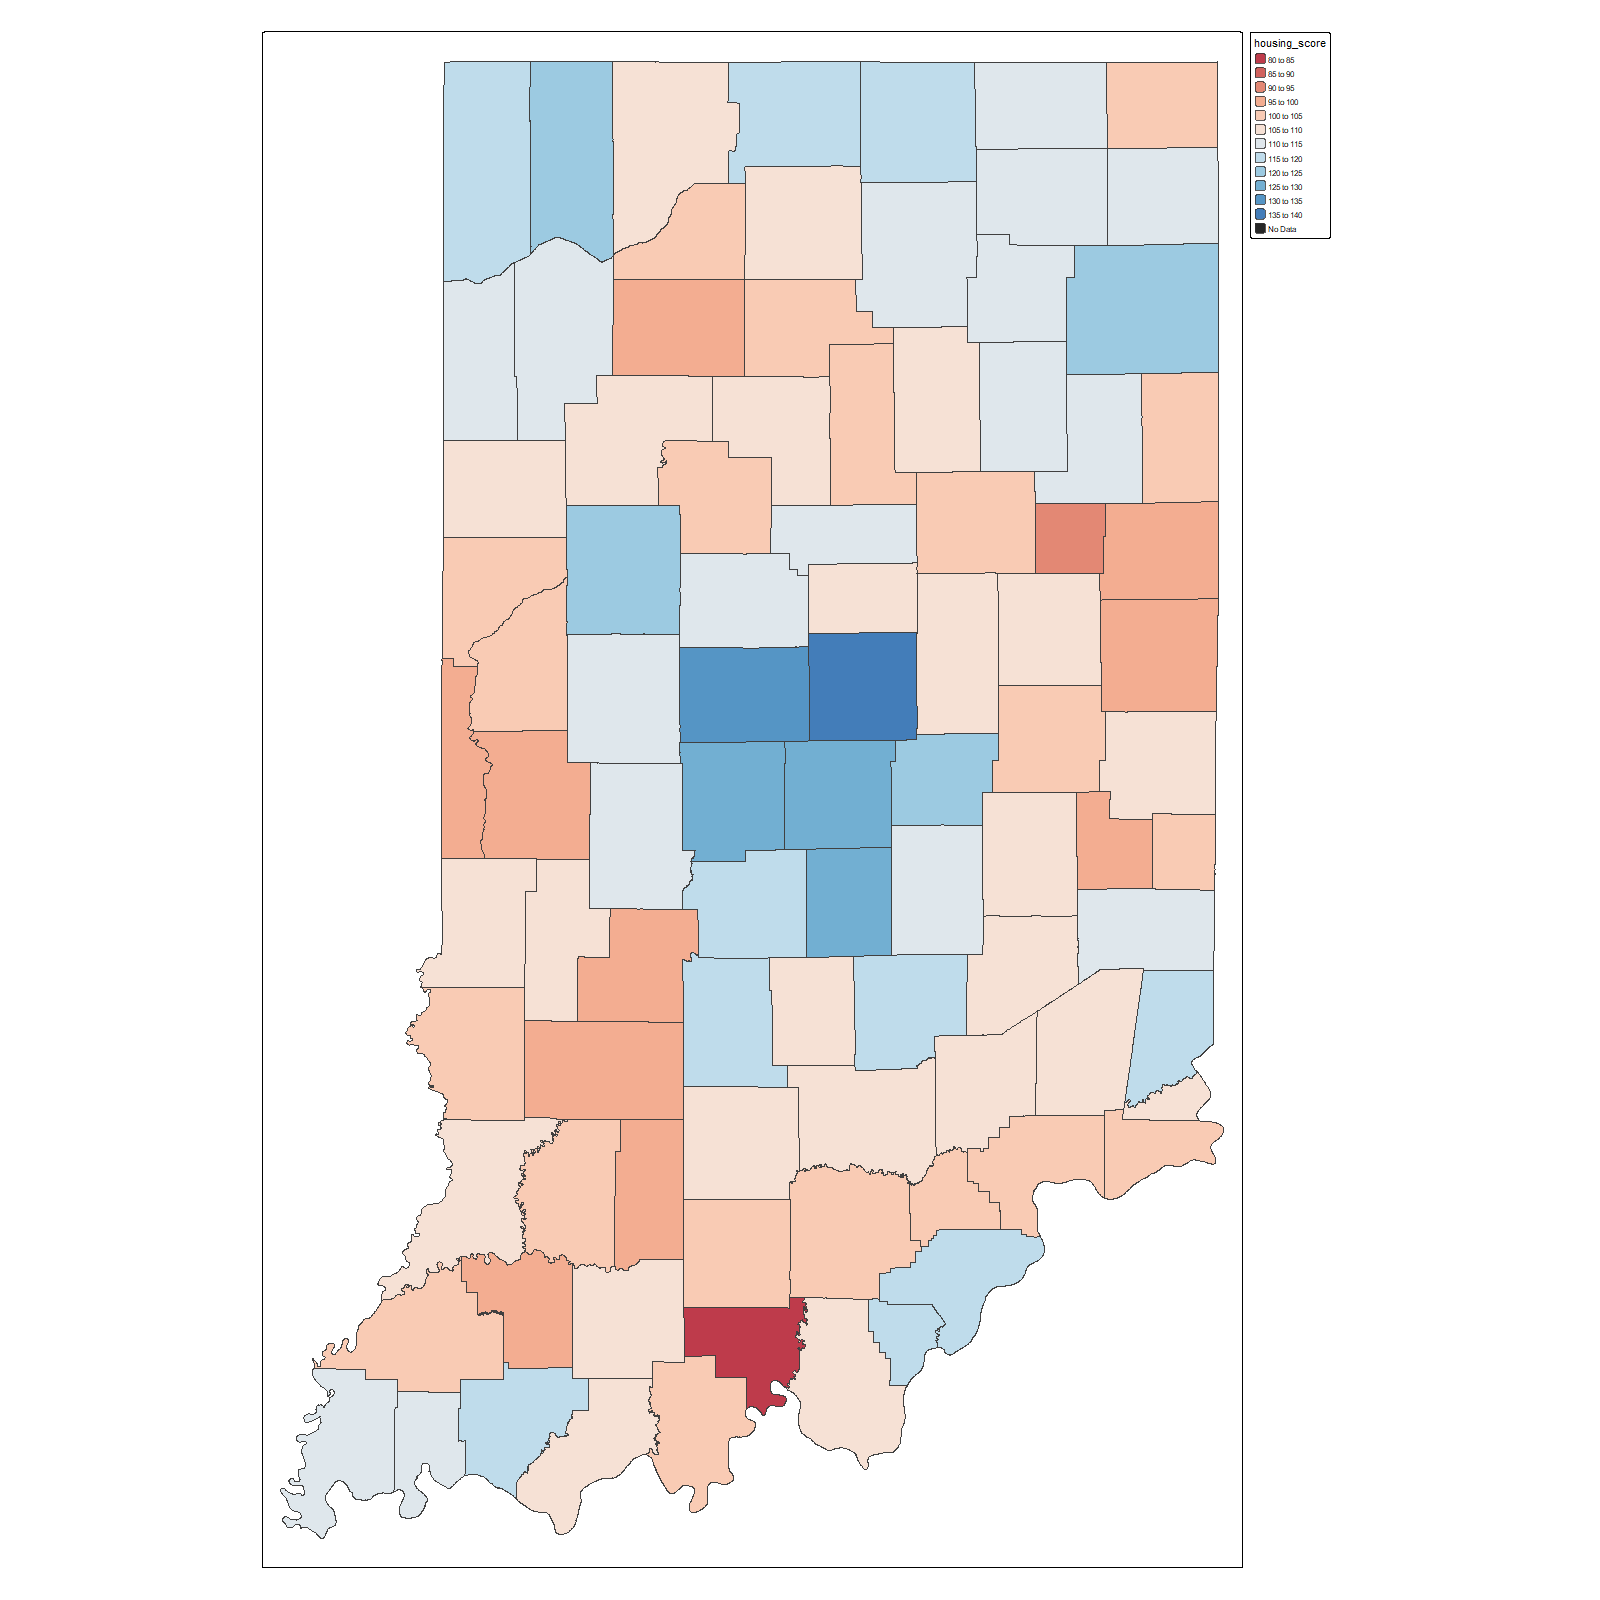 housing_score
80 to 85
85 to 90
90 to 95
95 to 100
100 to 105
105 to 110
110 to 115
115 to 120
120 to 125
125 to 130
130 to 135
135 to 140
No Data